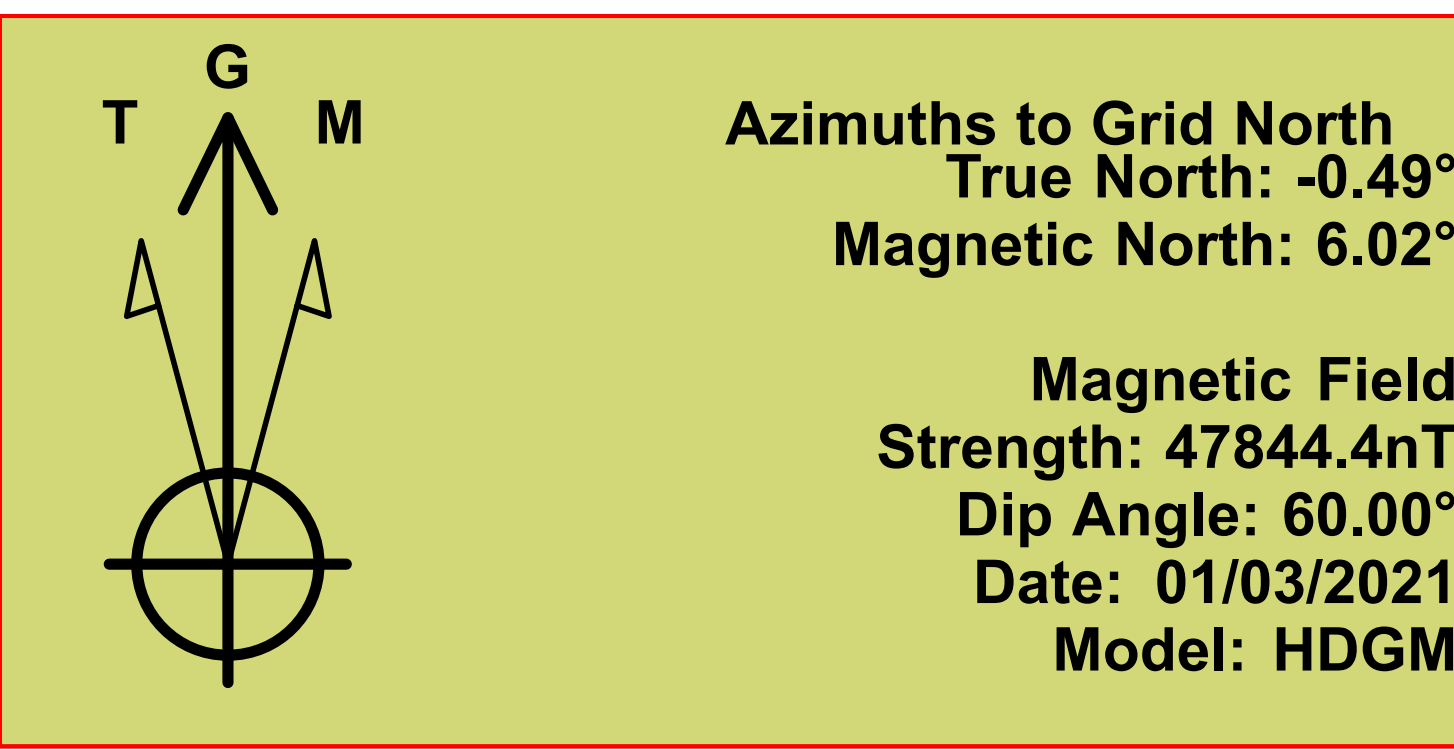 G
T M
Azimuths to Grid North
True North: -0.49°
Magnetic North: 6.02°
Magnetic Field
Strength: 47844.4nT
Dip Angle: 60.00°
Date: 01/03/2021
Model: HDGM